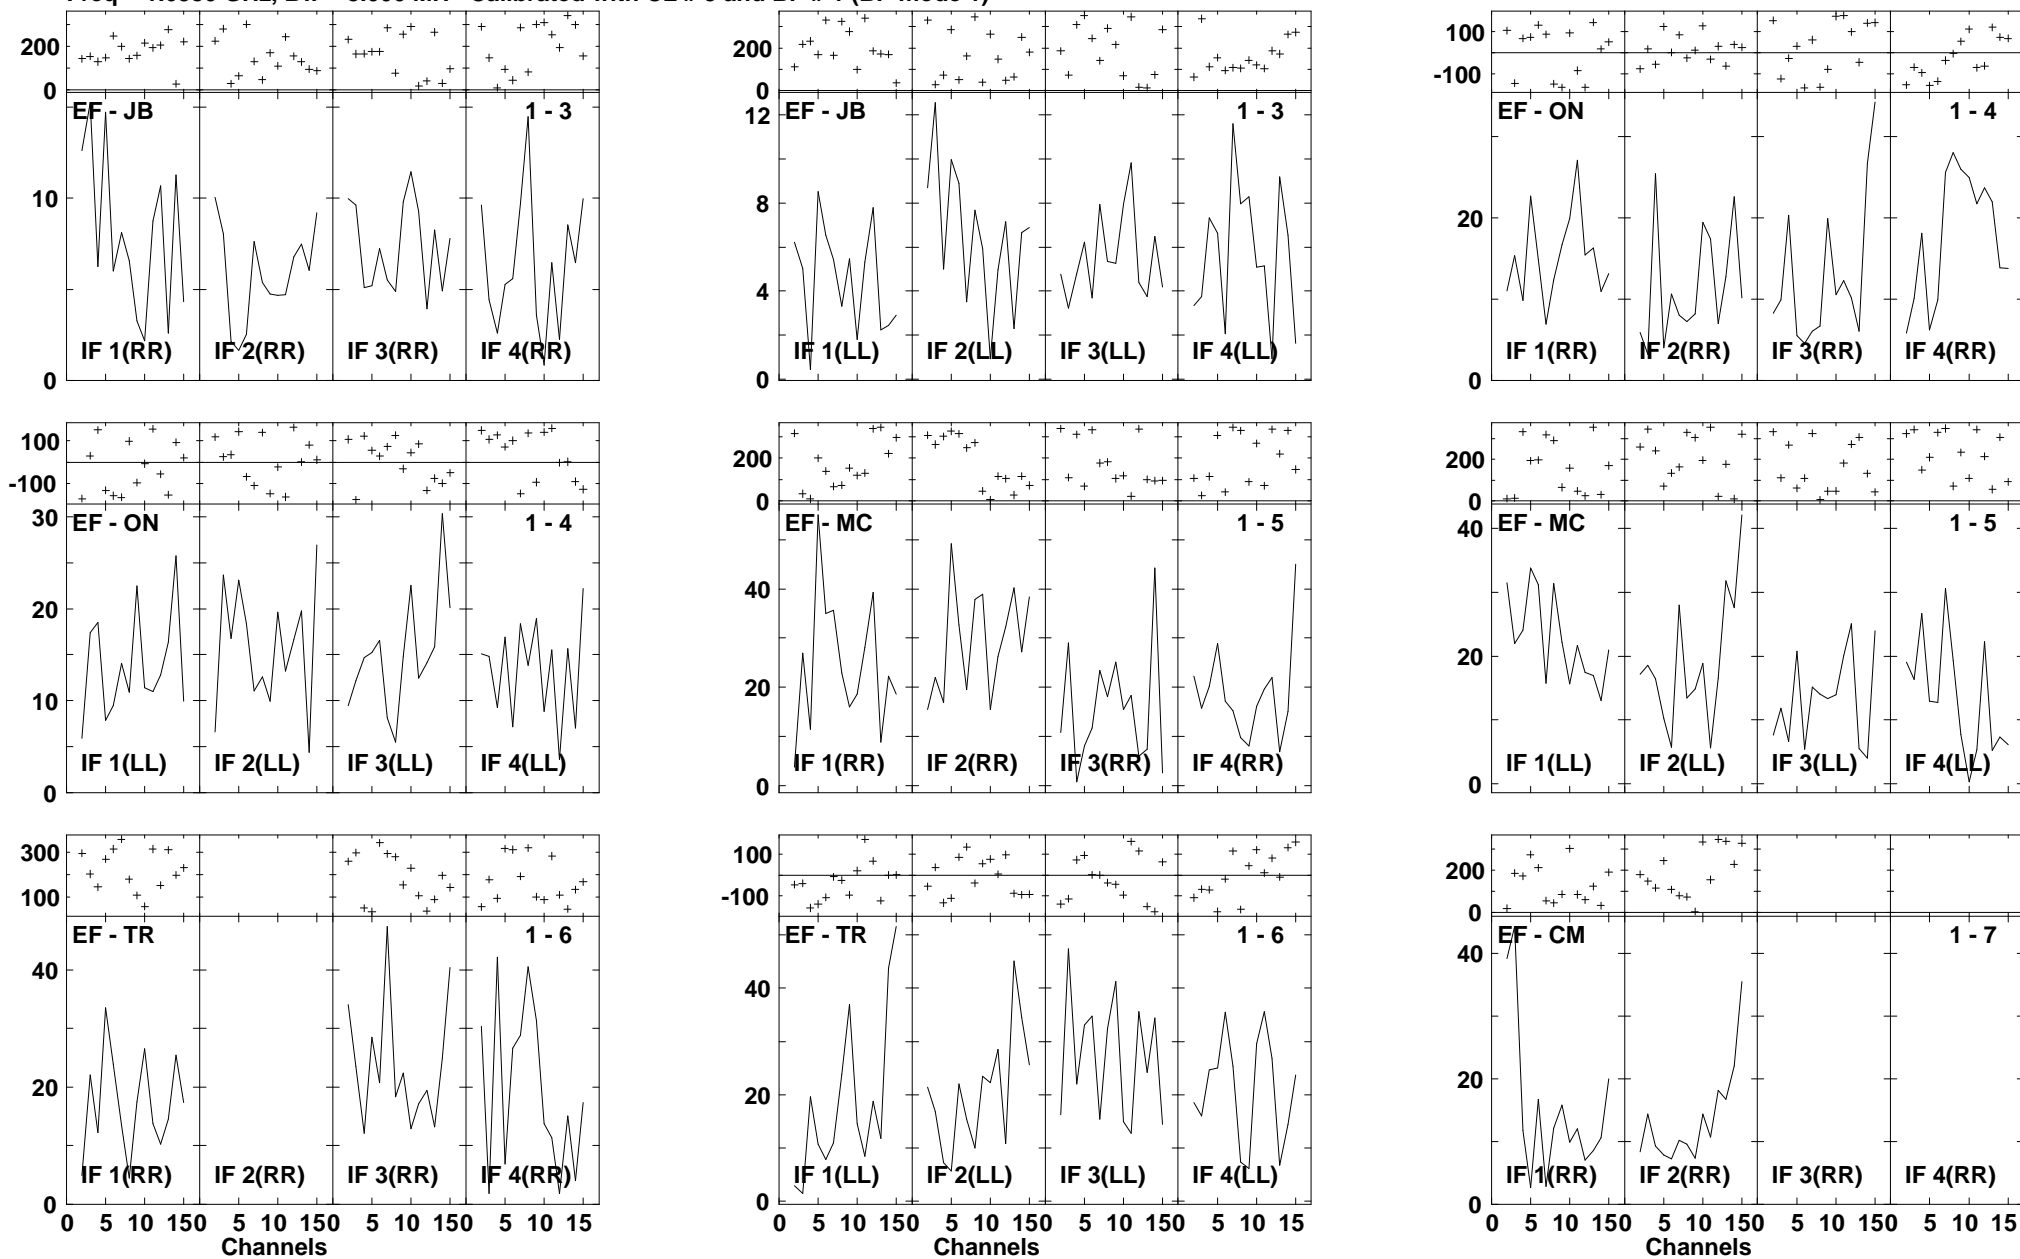 200
0
EF - JB
1 - 3
10
0
IF 1(RR)
IF 2(RR)
IF 3(RR)
IF 4(RR)
200
0
EF - JB
1 - 3
12
8
4
0
IF 1(LL)
IF 2(LL)
IF 3(LL)
IF 4(LL)
100
-100
EF - ON
1 - 4
20
0
IF 1(RR)
IF 2(RR)
IF 3(RR)
IF 4(RR)
100
-100
EF - ON
1 - 4
30
20
10
0
IF 1(LL)
IF 2(LL)
IF 3(LL)
IF 4(LL)
200
0
EF - MC
1 - 5
40
20
0
IF 1(RR)
IF 2(RR)
IF 3(RR)
IF 4(RR)
200
0
EF - MC
1 - 5
40
20
0
IF 1(LL)
IF 2(LL)
IF 3(LL)
IF 4(LL)
300
100
EF - TR
1 - 6
40
20
0
IF 1(RR)
IF 2(RR)
IF 3(RR)
IF 4(RR)
0 5 10 150 5 10 150 5 10 150 5 10 15
Channels
100
-100
EF - TR
1 - 6
40
20
0
IF 1(LL)
IF 2(LL)
IF 3(LL)
IF 4(LL)
0 5 10 150 5 10 150 5 10 150 5 10 15
Channels
200
0
EF - CM
1 - 7
40
20
0
IF 1(RR)
IF 2(RR)
IF 3(RR)
IF 4(RR)
0 5 10 150 5 10 150 5 10 150 5 10 15
Channels